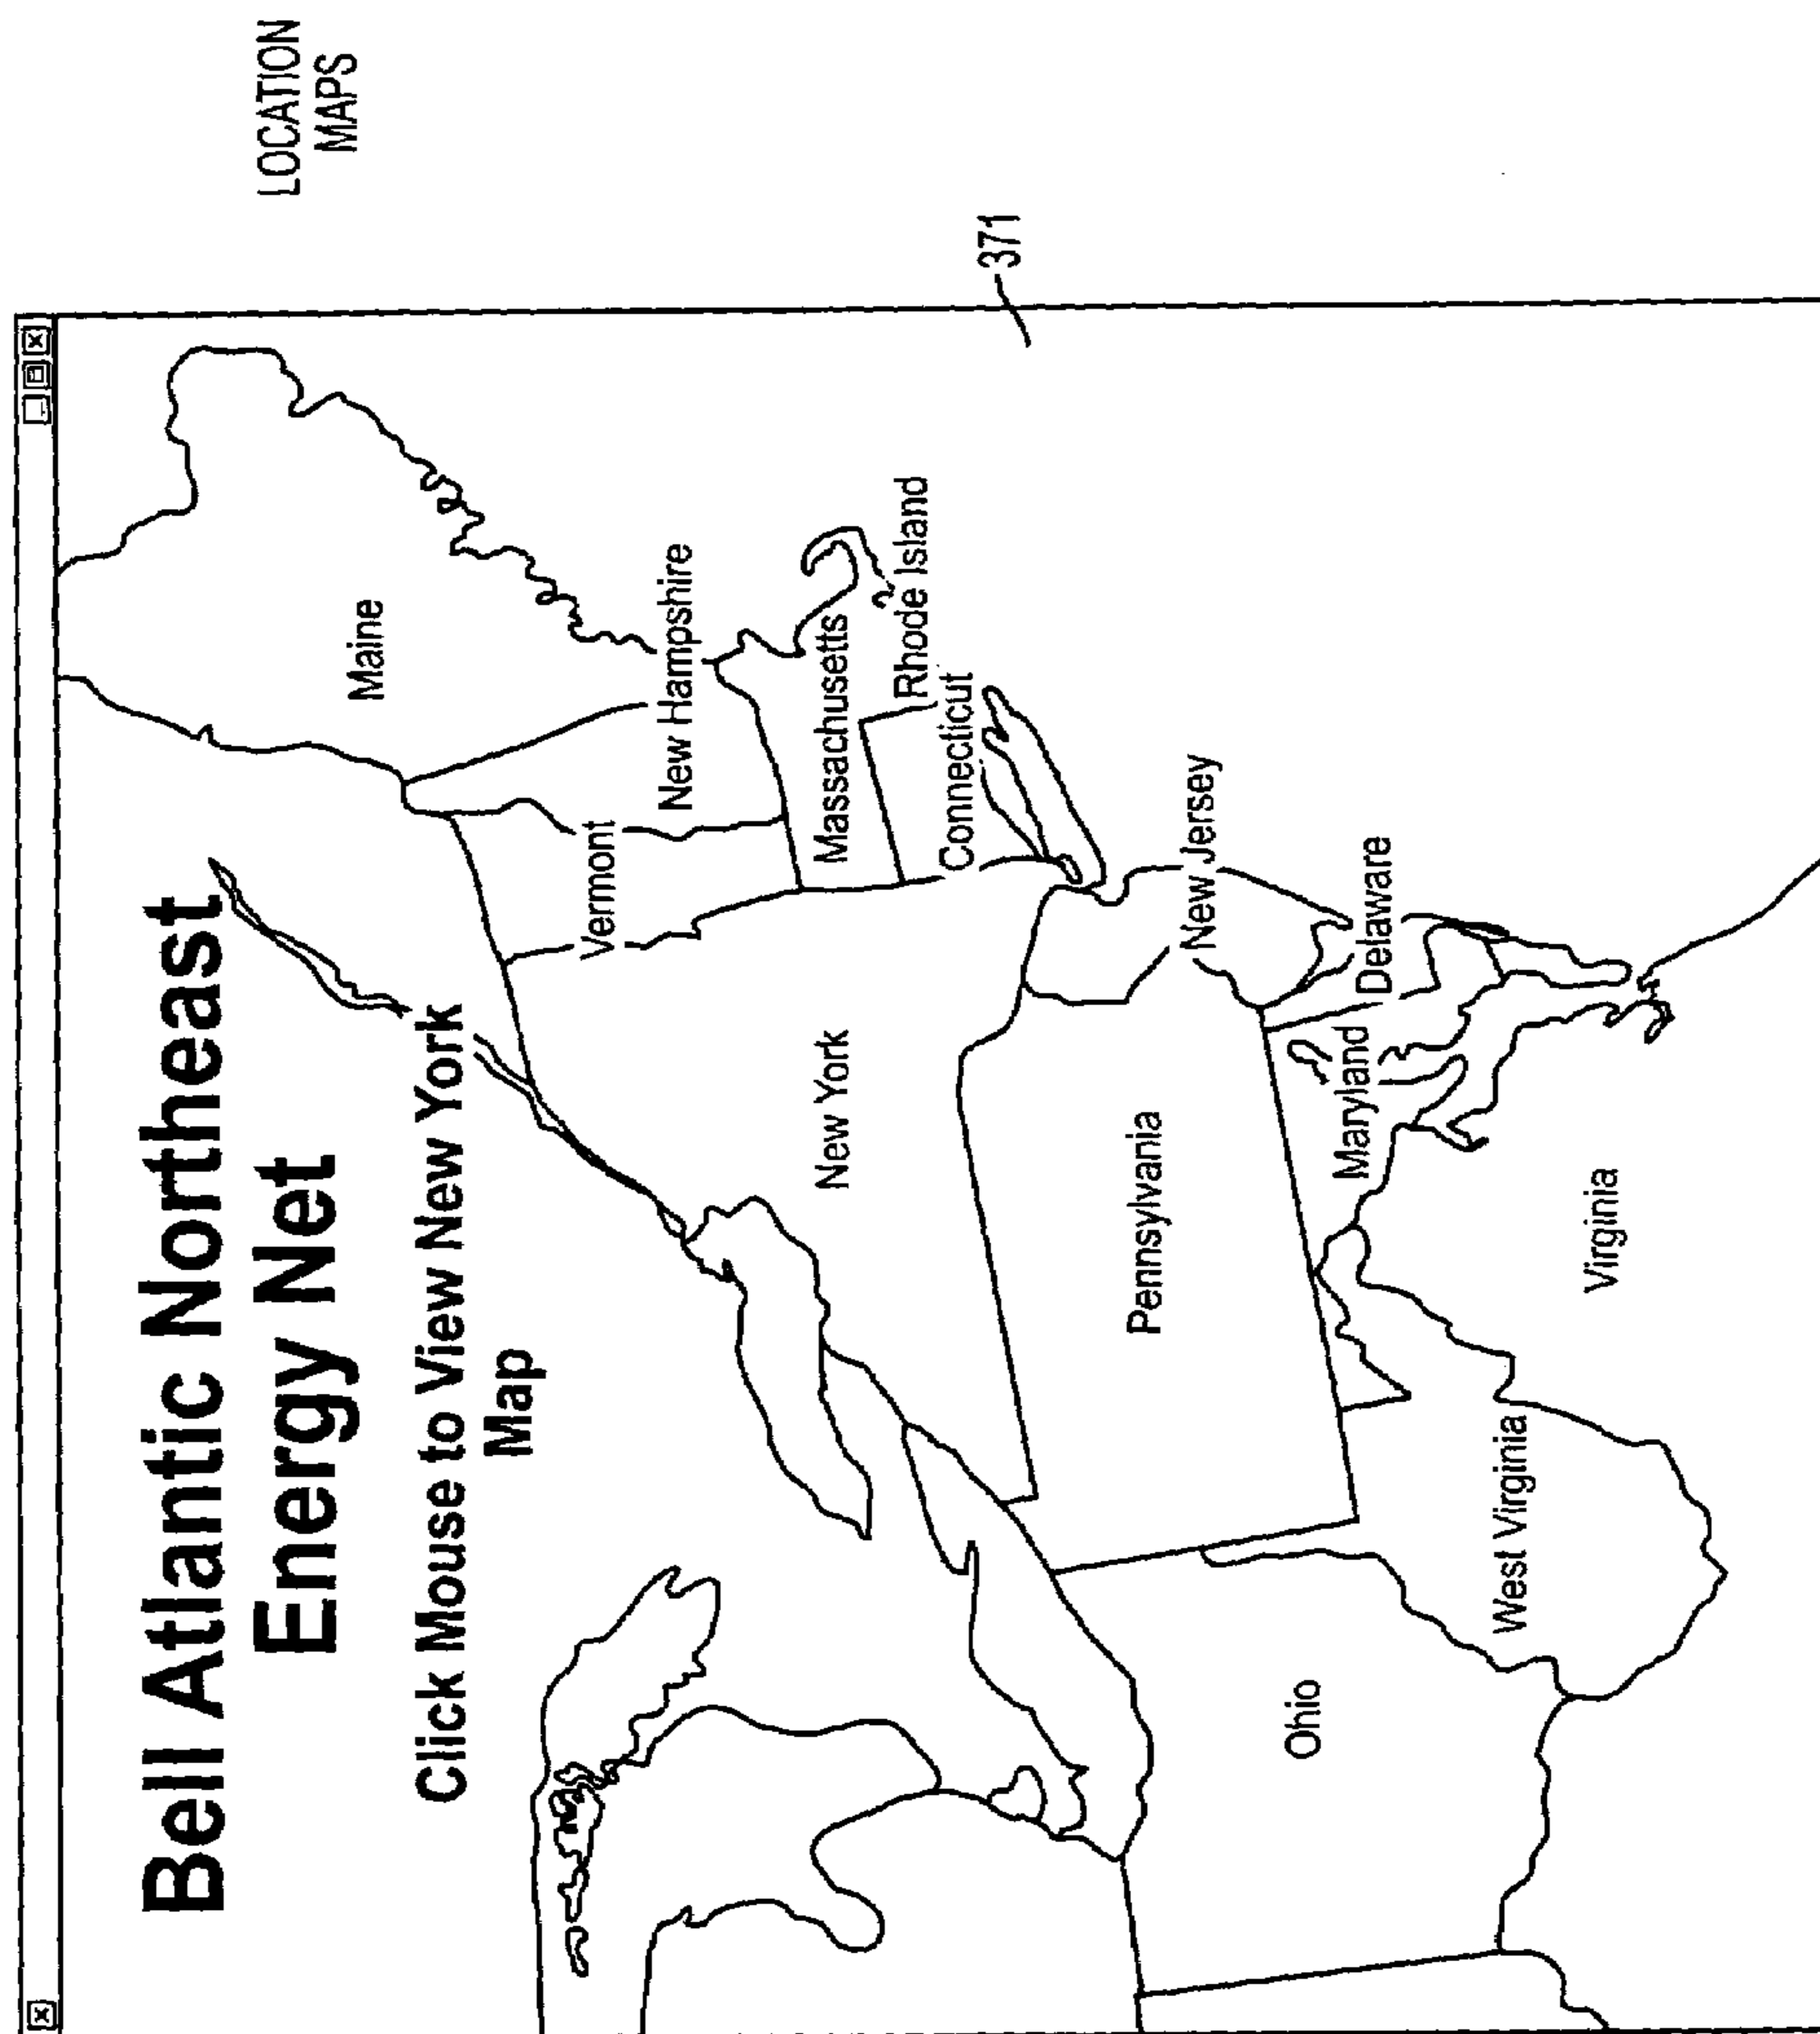 LOCATION
MAPS
Bell Atlantic Northeast
Energy Net
Click Mouse to View New York
Map
Maine
Vermont
New Hampshire
New York
Massachusetts
Rhode Island
Connecticut
371
Pennsylvania
New Jersey
Ohio
Maryland
Delaware
West Virginia
Virginia